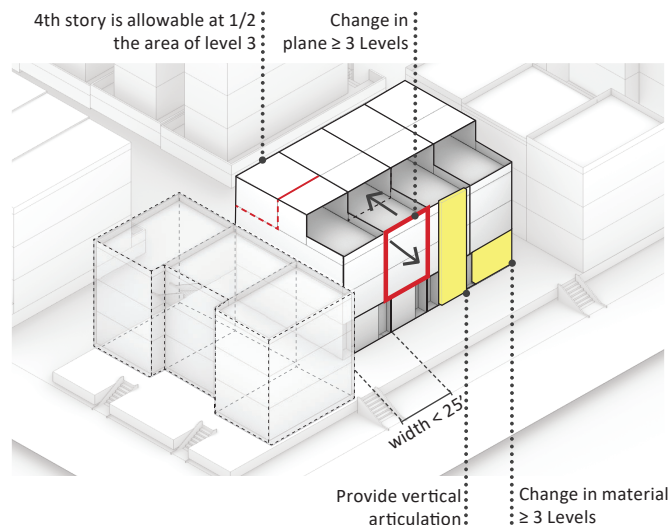 4th story is allowable at 1/2
the area of level 3
Change in
plane ≥ 3 Levels
width < 25'
Provide vertical
articulation
Change in material
≥ 3 Levels